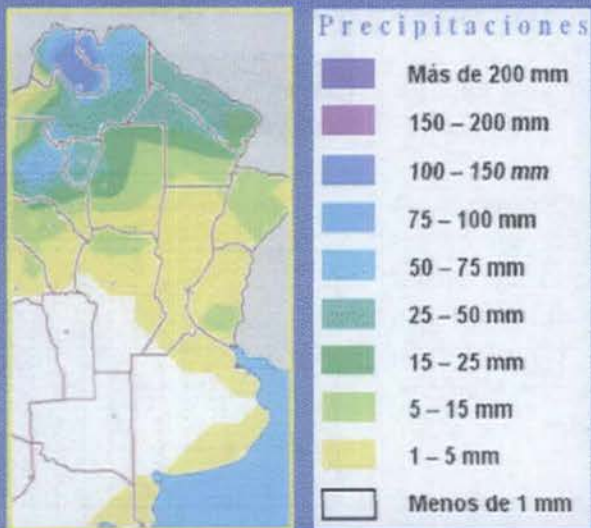 Precipitaciones
Más de 200 mm
150 – 200 mm
100 – 150 mm
75 – 100 mm
50 – 75 mm
25 – 50 mm
15 – 25 mm
5 – 15 mm
1 – 5 mm
Menos de 1 mm